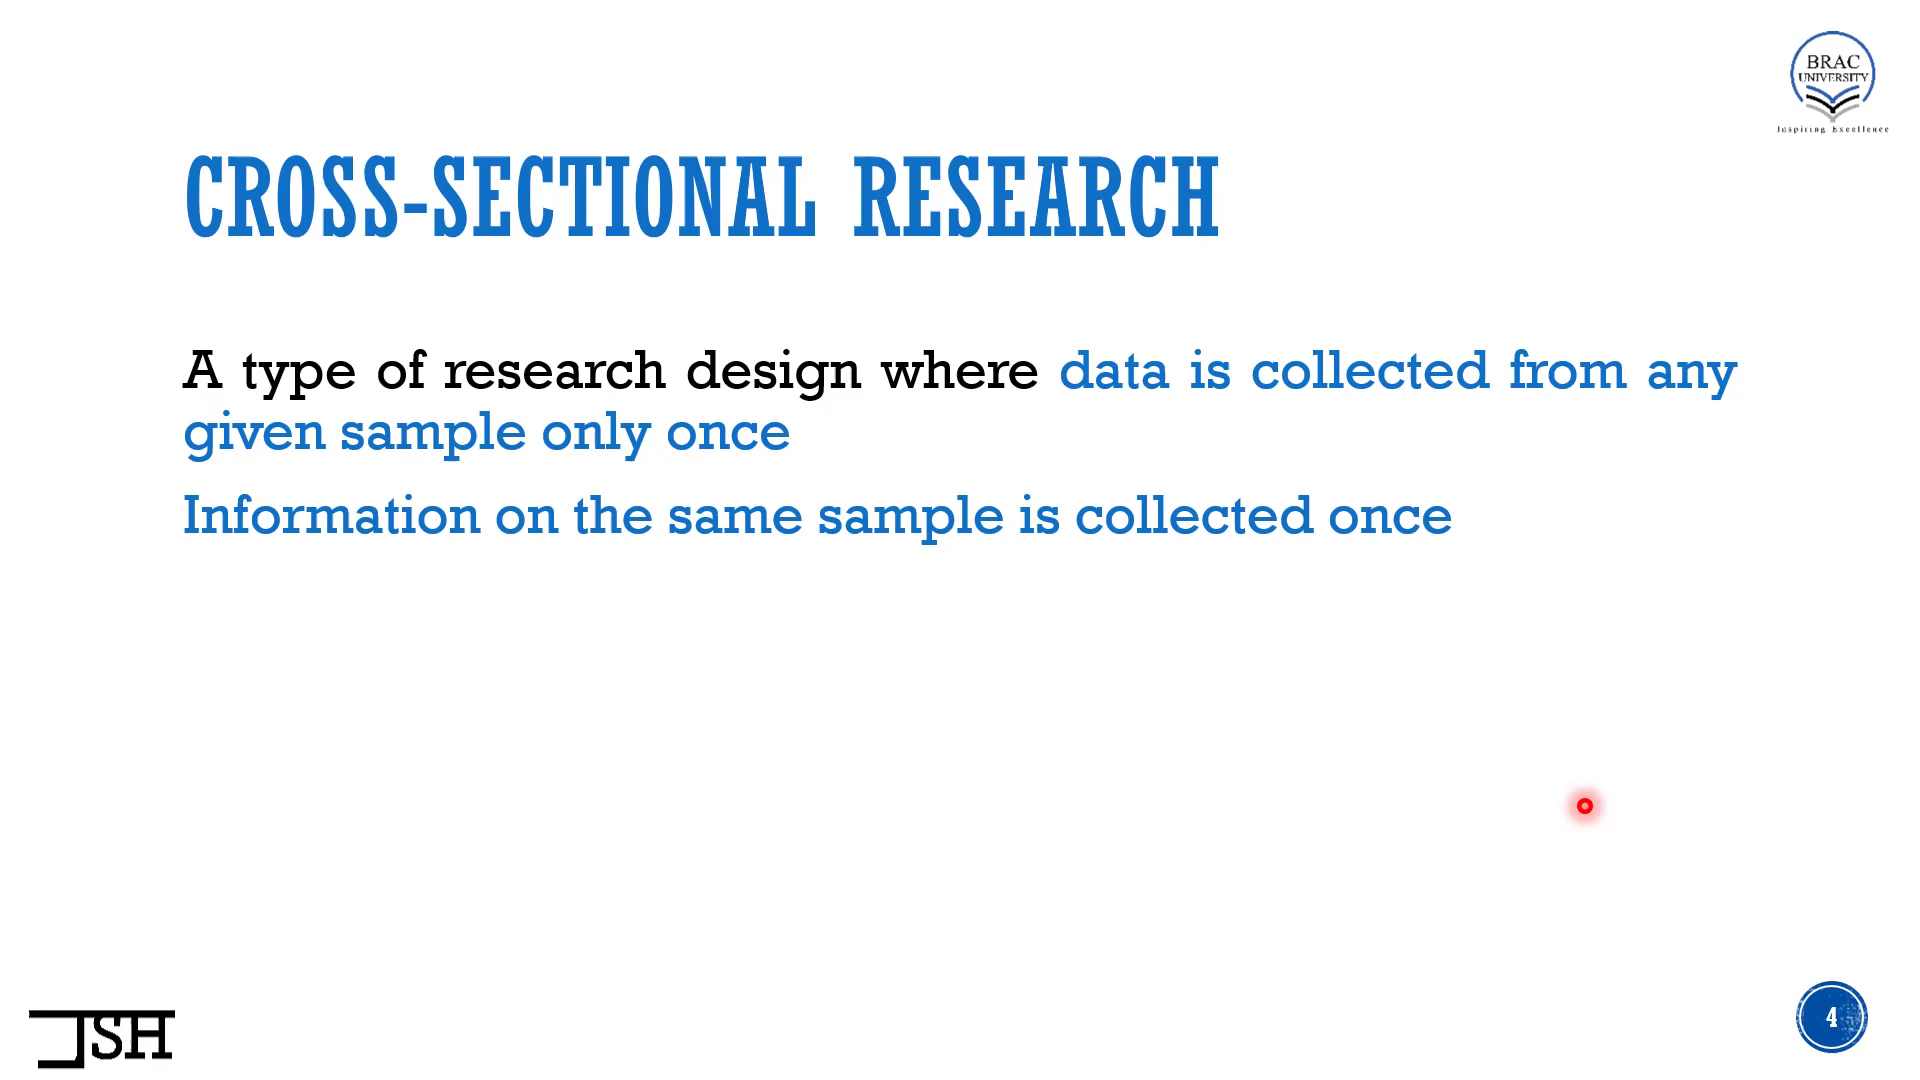 BRAC
UNIVERSITY
Inspiring Excellence
CROSS-SECTIONAL RESEARCH
A type of research design where data is collected from any
given sample only once
Information on the same sample is collected once
JSH
4